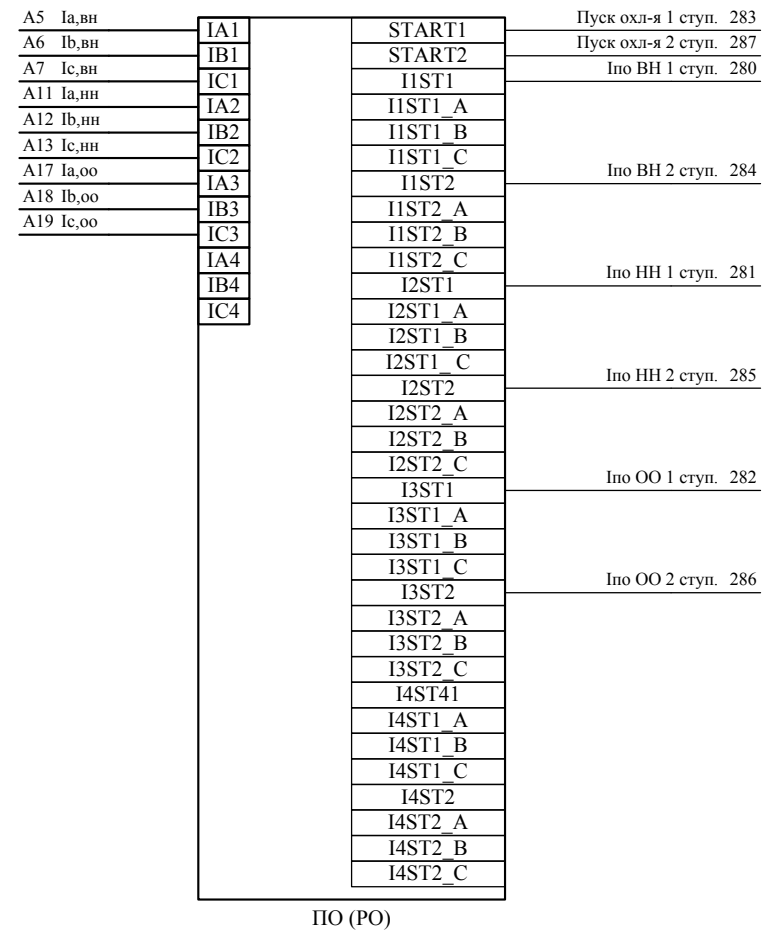 A5 Iа,вн
A6 Ib,вн
A7 Ic,вн
A11 Iа,нн
A12 Ib,нн
A13 Ic,нн
A17 Iа,оо
A18 Ib,оо
A19 Ic,оо
IA1
IB1
IC1
IA2
IB2
IC2
IA3
IB3
IC3
IA4
IB4
IC4
START1
START2
I1ST1
I1ST1_A
I1ST1_B
I1ST1_C
I1ST2
I1ST2_A
I1ST2_B
I1ST2_C
I2ST1
I2ST1_A
I2ST1_B
I2ST1_ C
I2ST2
I2ST2_A
I2ST2_B
I2ST2_C
I3ST1
I3ST1_A
I3ST1_B
I3ST1_C
I3ST2
I3ST2_A
I3ST2_B
I3ST2_C
I4ST41
I4ST1_A
I4ST1_B
I4ST1_C
I4ST2
I4ST2_A
I4ST2_B
I4ST2_C
Пуск охл-я 1 ступ. 283
Пуск охл-я 2 ступ. 287
Iпо ВН 1 ступ. 280
Iпо ВН 2 ступ. 284
Iпо НН 1 ступ. 281
Iпо НН 2 ступ. 285
Iпо ОО 1 ступ. 282
Iпо ОО 2 ступ. 286
ПО (РО)